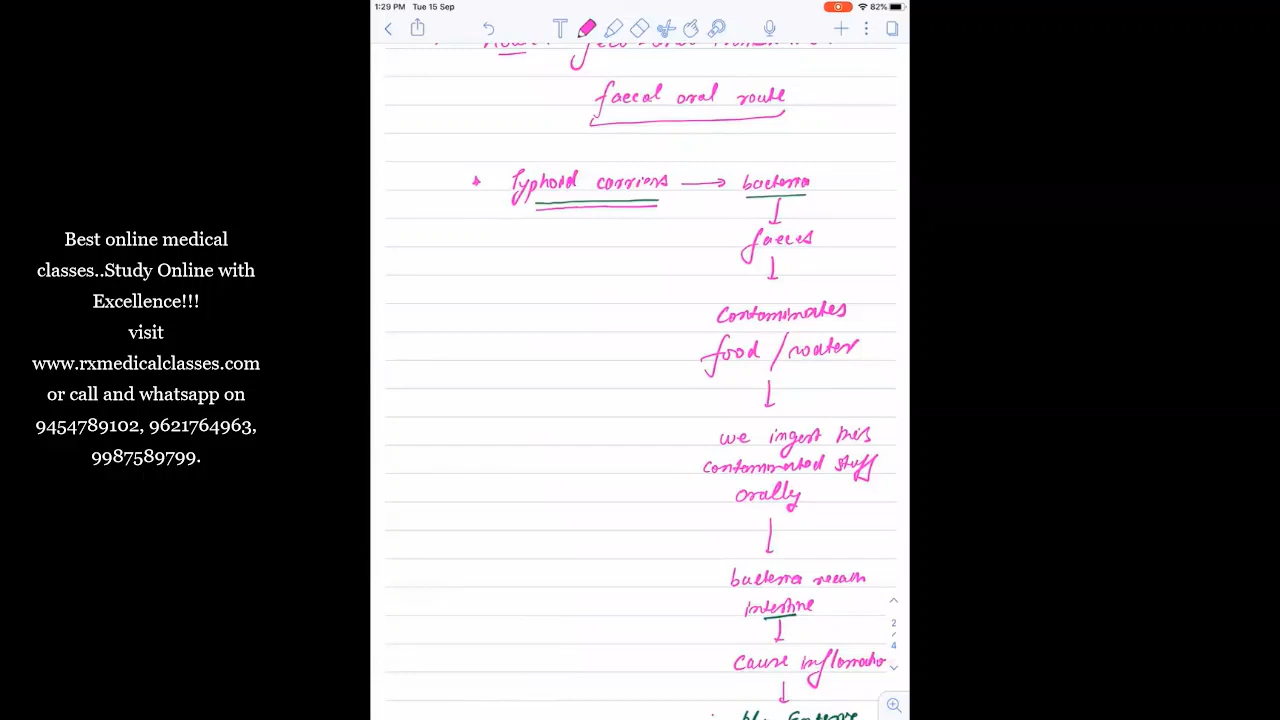 1:29 PM Tue 15 Sep
82%
faecal oral route
* Typhoid carriers → bacteria
↓
faeces
↓
Contaminates
food / water
↓
we ingest this
contaminated stuff
orally
↓
bacteria reach
intestine
↓
cause inflammation
↓
2
4
Best online medical
classes..Study Online with
Excellence!!!
visit
www.rxmedicalclasses.com
or call and whatsapp on
9454789102, 9621764963,
9987589799.